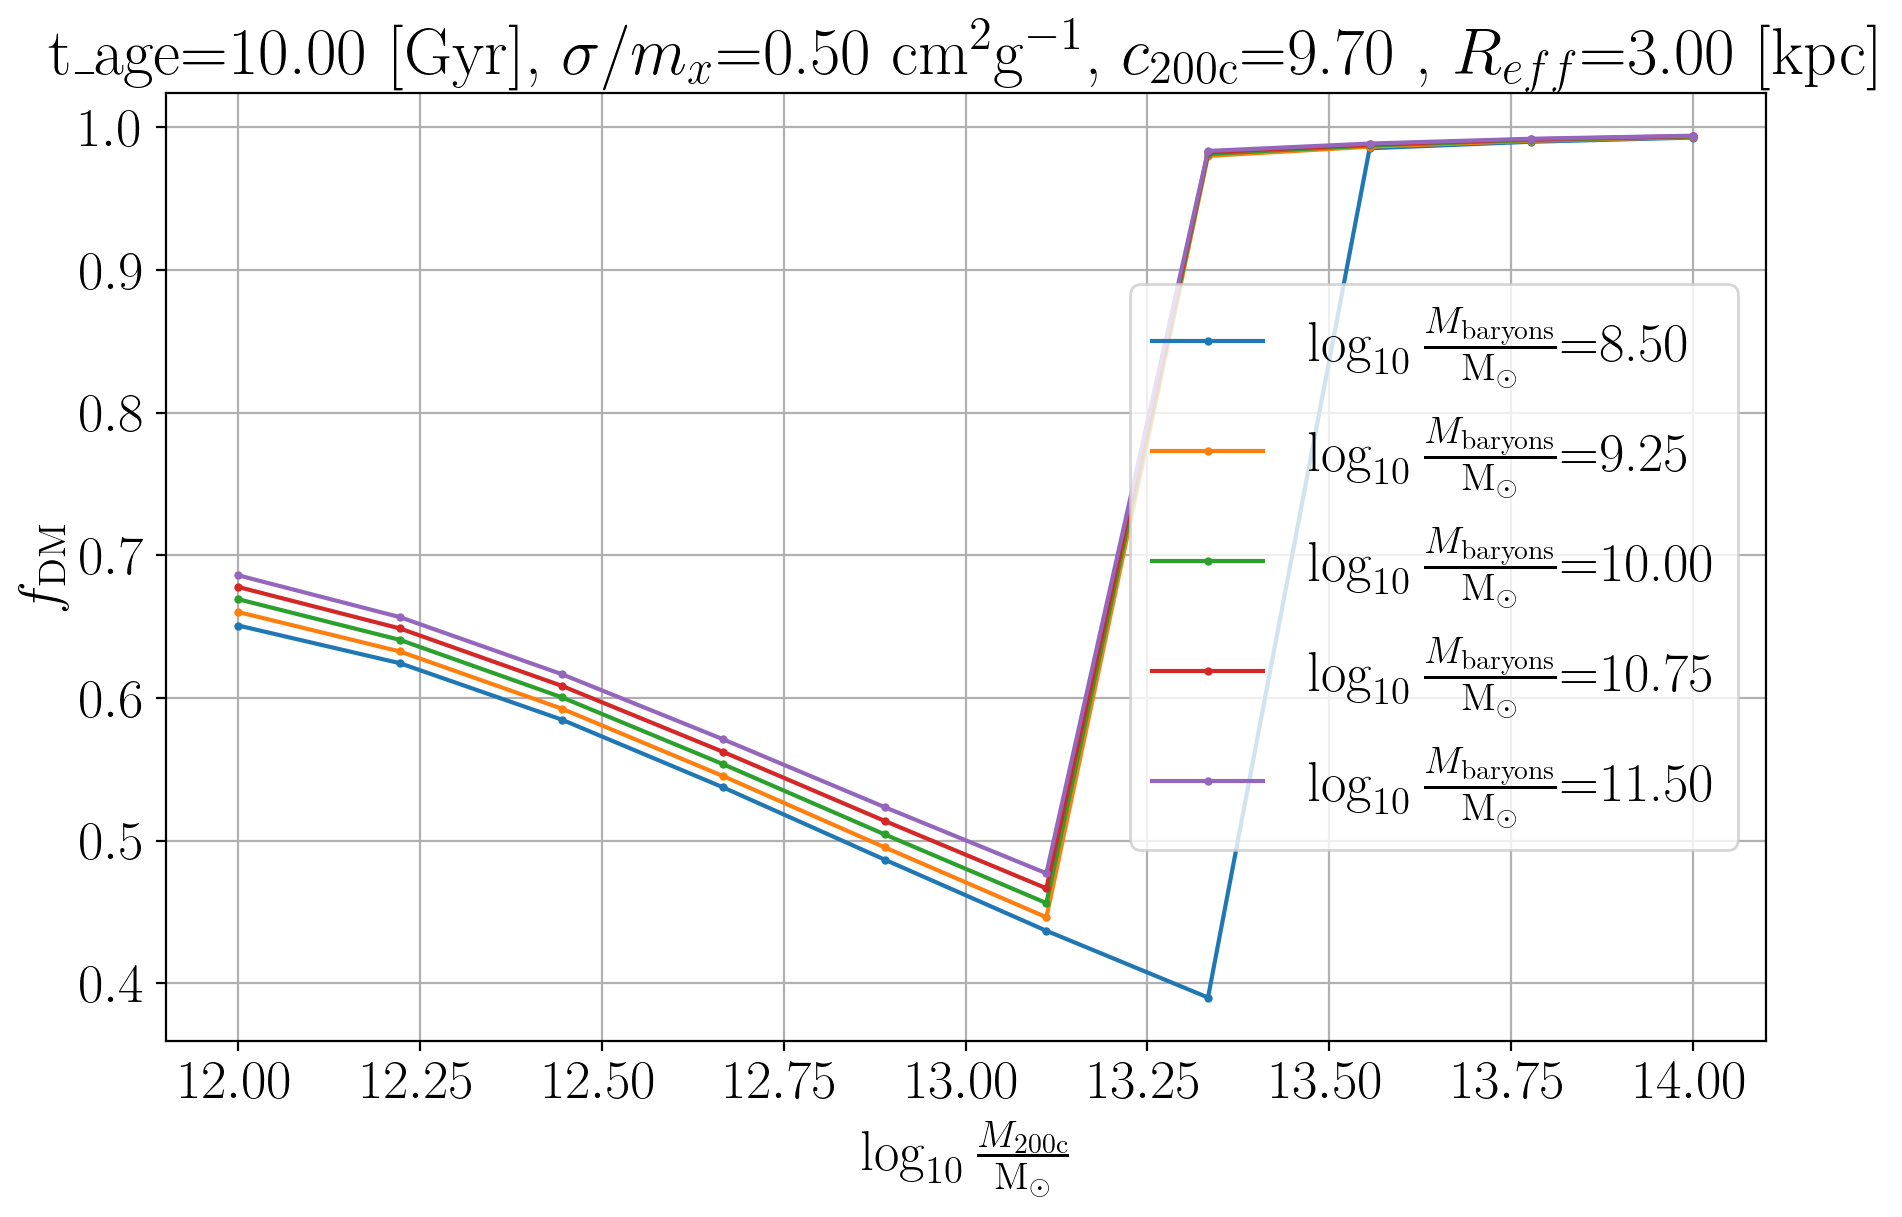 t_age=10.00 [Gyr], σ/mₓ=0.50 cm²g⁻¹, c₂₀₀c=9.70 , R_eff=3.00 [kpc]
1.0
0.9
0.8
0.7
0.6
0.5
0.4
f_DM
log₁₀ M_baryons/M_⊙=8.50
log₁₀ M_baryons/M_⊙=9.25
log₁₀ M_baryons/M_⊙=10.00
log₁₀ M_baryons/M_⊙=10.75
log₁₀ M_baryons/M_⊙=11.50
12.00 12.25 12.50 12.75 13.00 13.25 13.50 13.75 14.00
log₁₀ M_200c/M_⊙